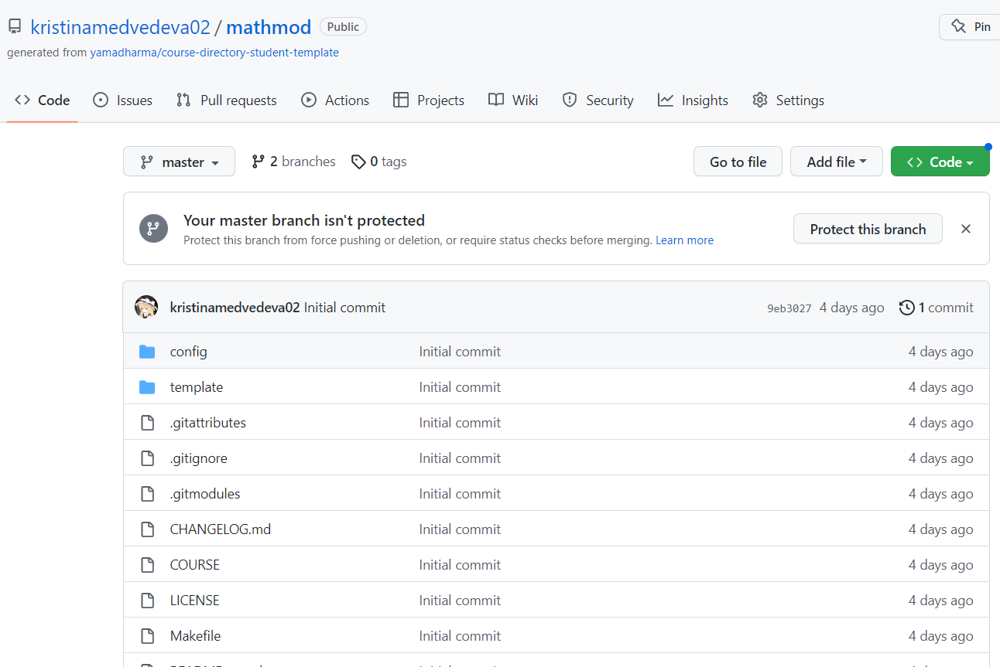 kristinamedvedeva02 / mathmod Public Pin
generated from yamadharma/course-directory-student-template
Code Issues Pull requests Actions Projects Wiki Security Insights Settings
master 2 branches 0 tags Go to file Add file Code
Your master branch isn't protected
Protect this branch from force pushing or deletion, or require status checks before merging. Learn more
Protect this branch
kristinamedvedeva02 Initial commit 9eb3027 4 days ago 1 commit
config Initial commit 4 days ago
template Initial commit 4 days ago
.gitattributes Initial commit 4 days ago
.gitignore Initial commit 4 days ago
.gitmodules Initial commit 4 days ago
CHANGELOG.md Initial commit 4 days ago
COURSE Initial commit 4 days ago
LICENSE Initial commit 4 days ago
Makefile Initial commit 4 days ago